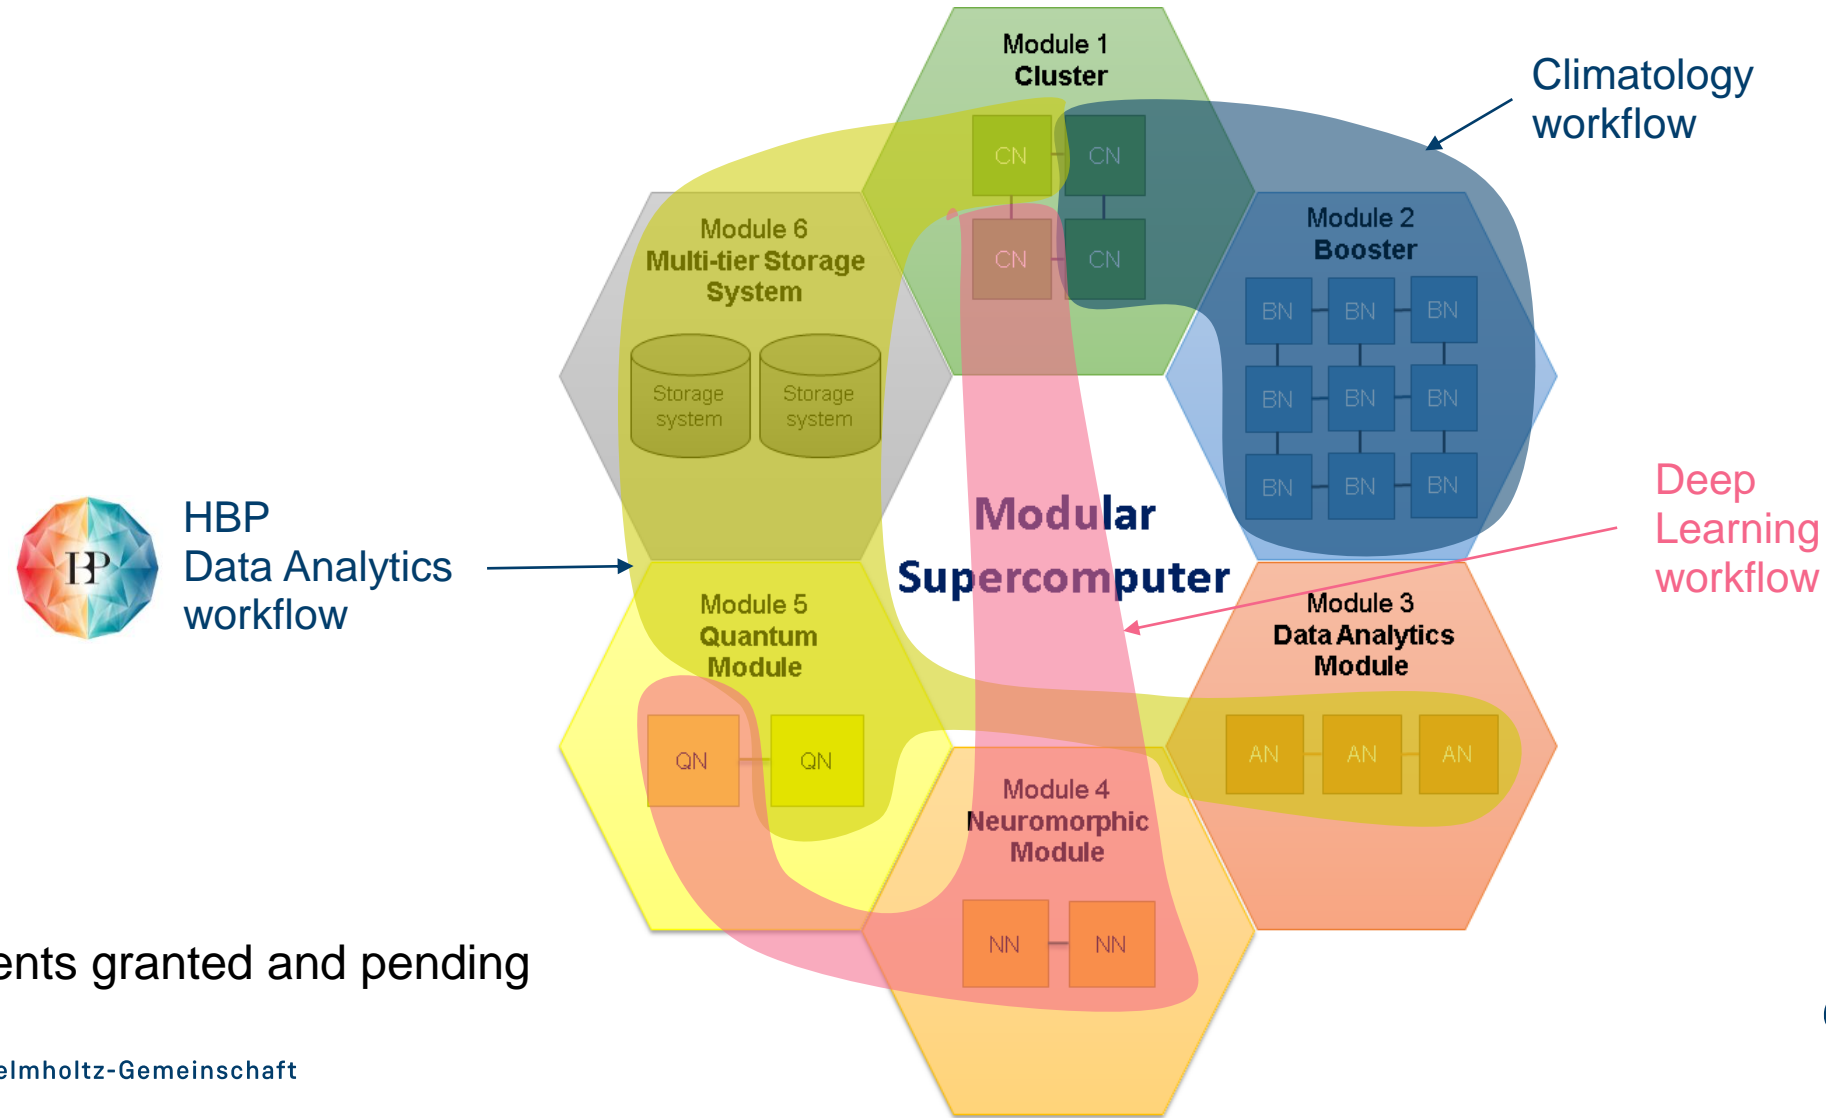 Module 1
Cluster
CN CN
CN CN
Climatology
workflow
Module 2
Booster
BN BN BN
BN BN BN
BN BN BN
Module 6
Multi-tier Storage
System
Storage
system
Storage
system
Modular
Supercomputer
HBP
Data Analytics
workflow
Deep
Learning
workflow
Module 5
Quantum
Module
QN QN
Module 3
Data Analytics
Module
AN AN AN
Module 4
Neuromorphic
Module
NN NN
granted and pending